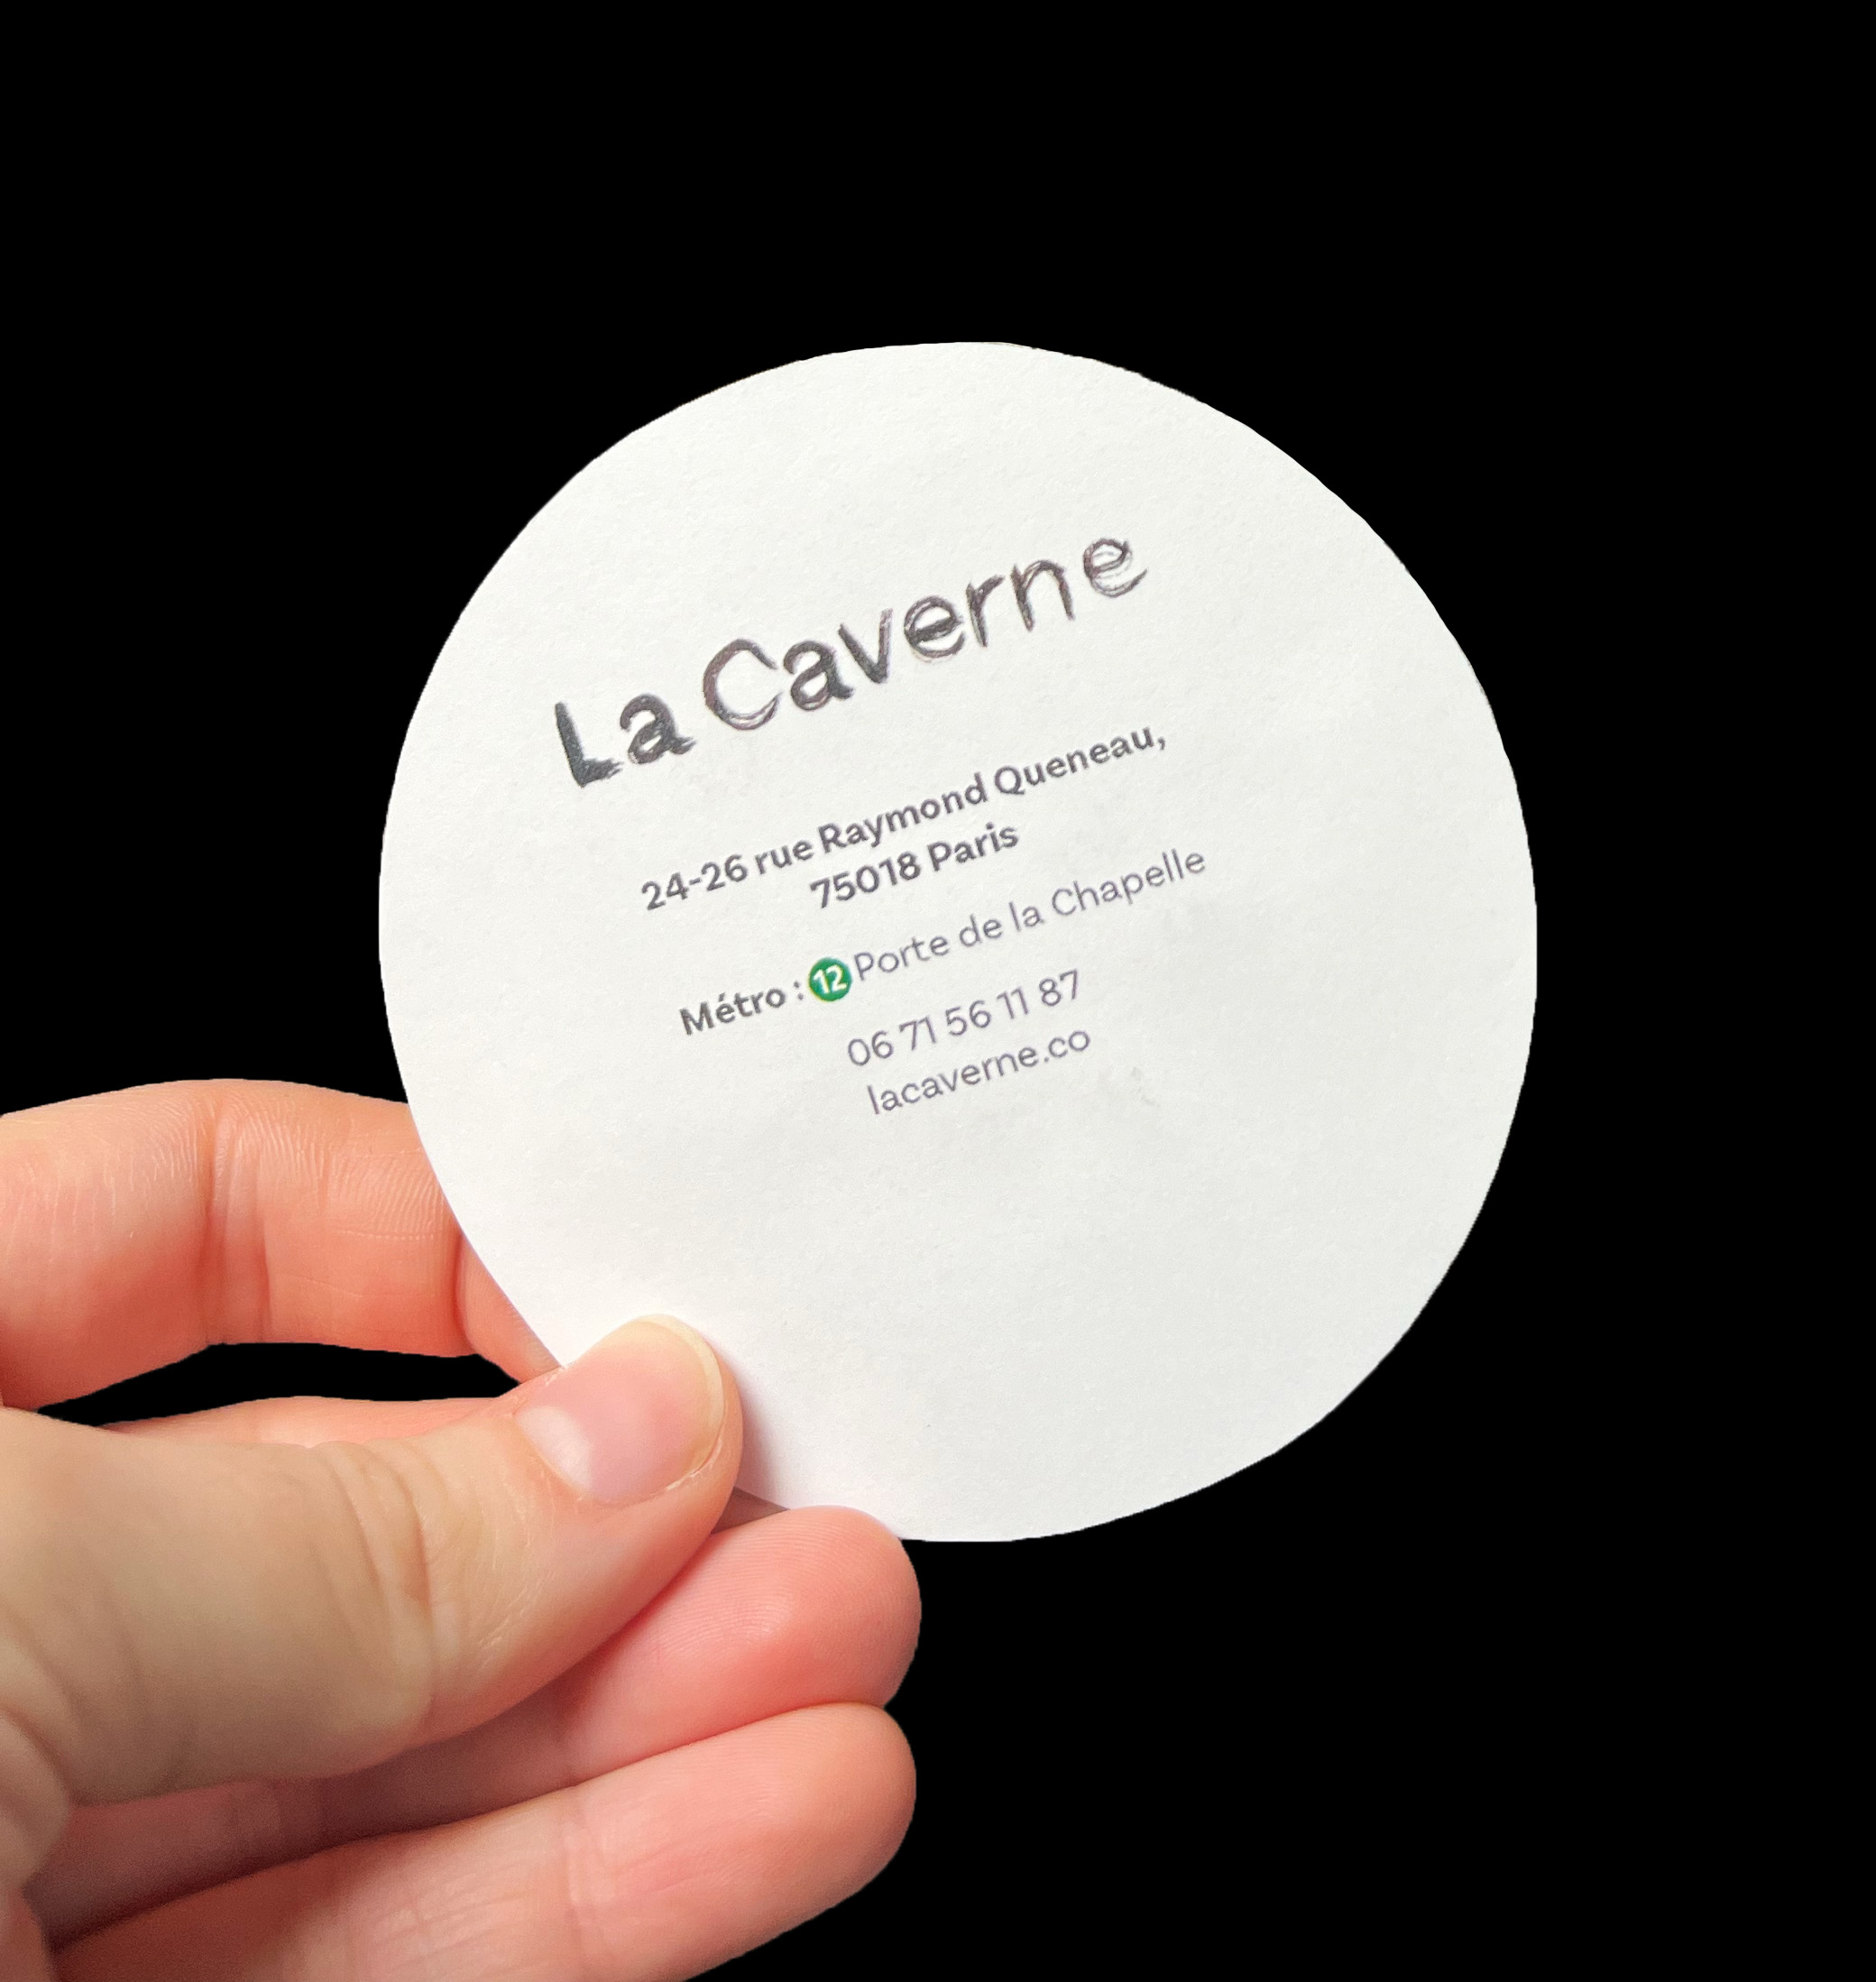 La Caverne
24-26 rue Raymond Queneau,
75018 Paris
Métro : 12 Porte de la Chapelle
06 71 56 11 87
lacaverne.co